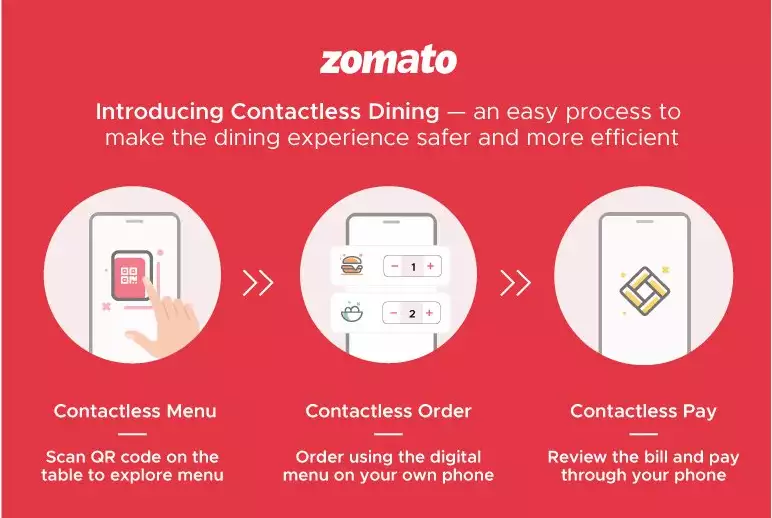 zomato
Introducing Contactless Dining — an easy process to
make the dining experience safer and more efficient
− 1 +
− 2 +
Contactless Menu
Contactless Order
Contactless Pay
Scan QR code on the
table to explore menu
Order using the digital
menu on your own phone
Review the bill and pay
through your phone